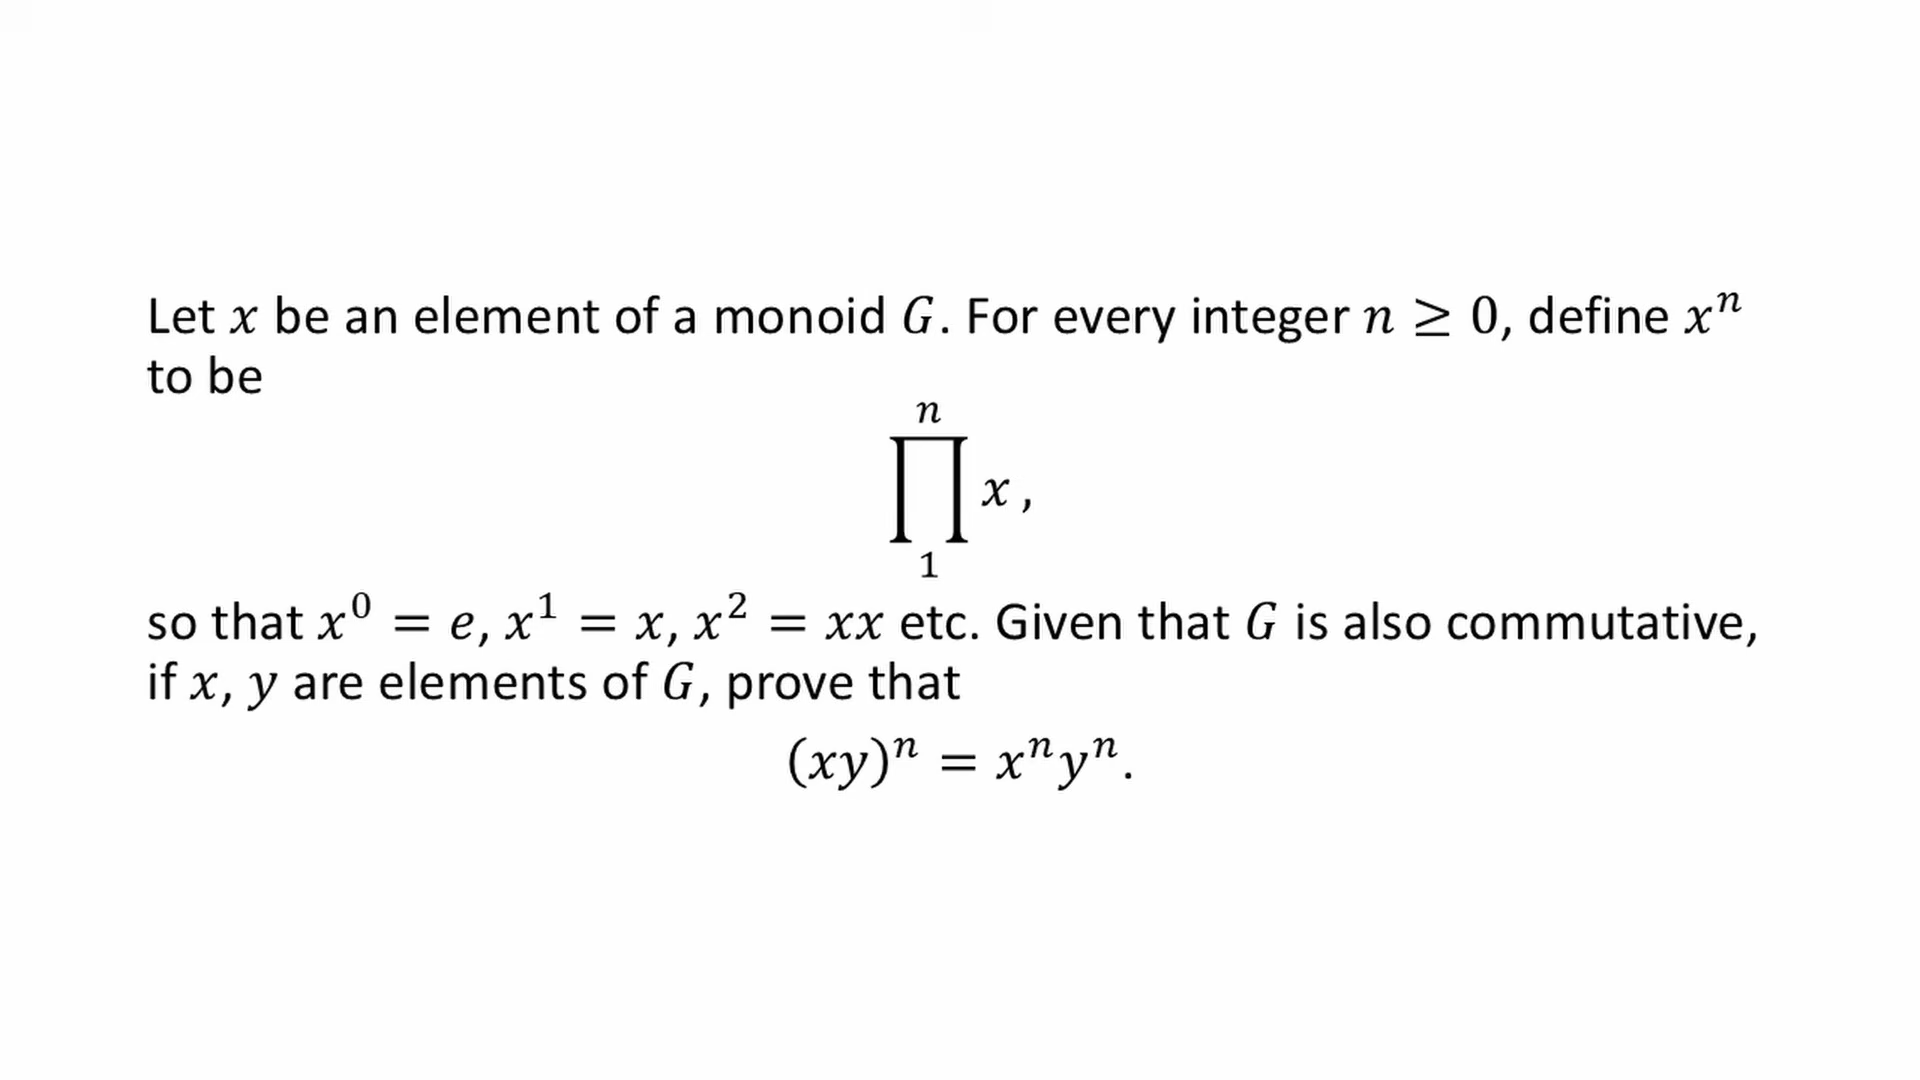 Let x be an element of a monoid G. For every integer n ≥ 0, define xⁿ
to be
n
∏ x ,
1
so that x⁰ = e, x¹ = x, x² = xx etc. Given that G is also commutative,
if x, y are elements of G, prove that
(xy)ⁿ = xⁿyⁿ.